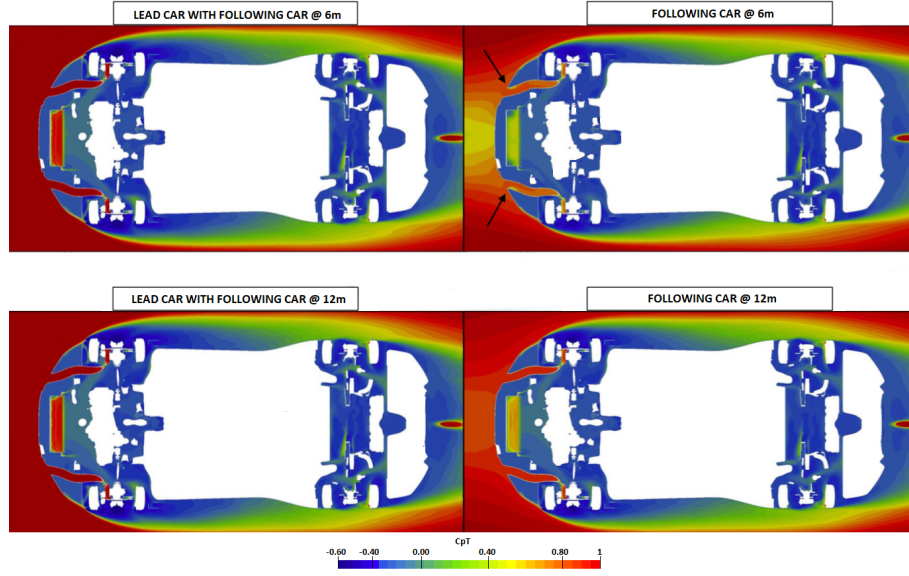 LEAD CAR WITH FOLLOWING CAR @ 6m
FOLLOWING CAR @ 6m
LEAD CAR WITH FOLLOWING CAR @ 12m
FOLLOWING CAR @ 12m
CpT
-0.60 -0.40 0.00 0.40 0.80 1